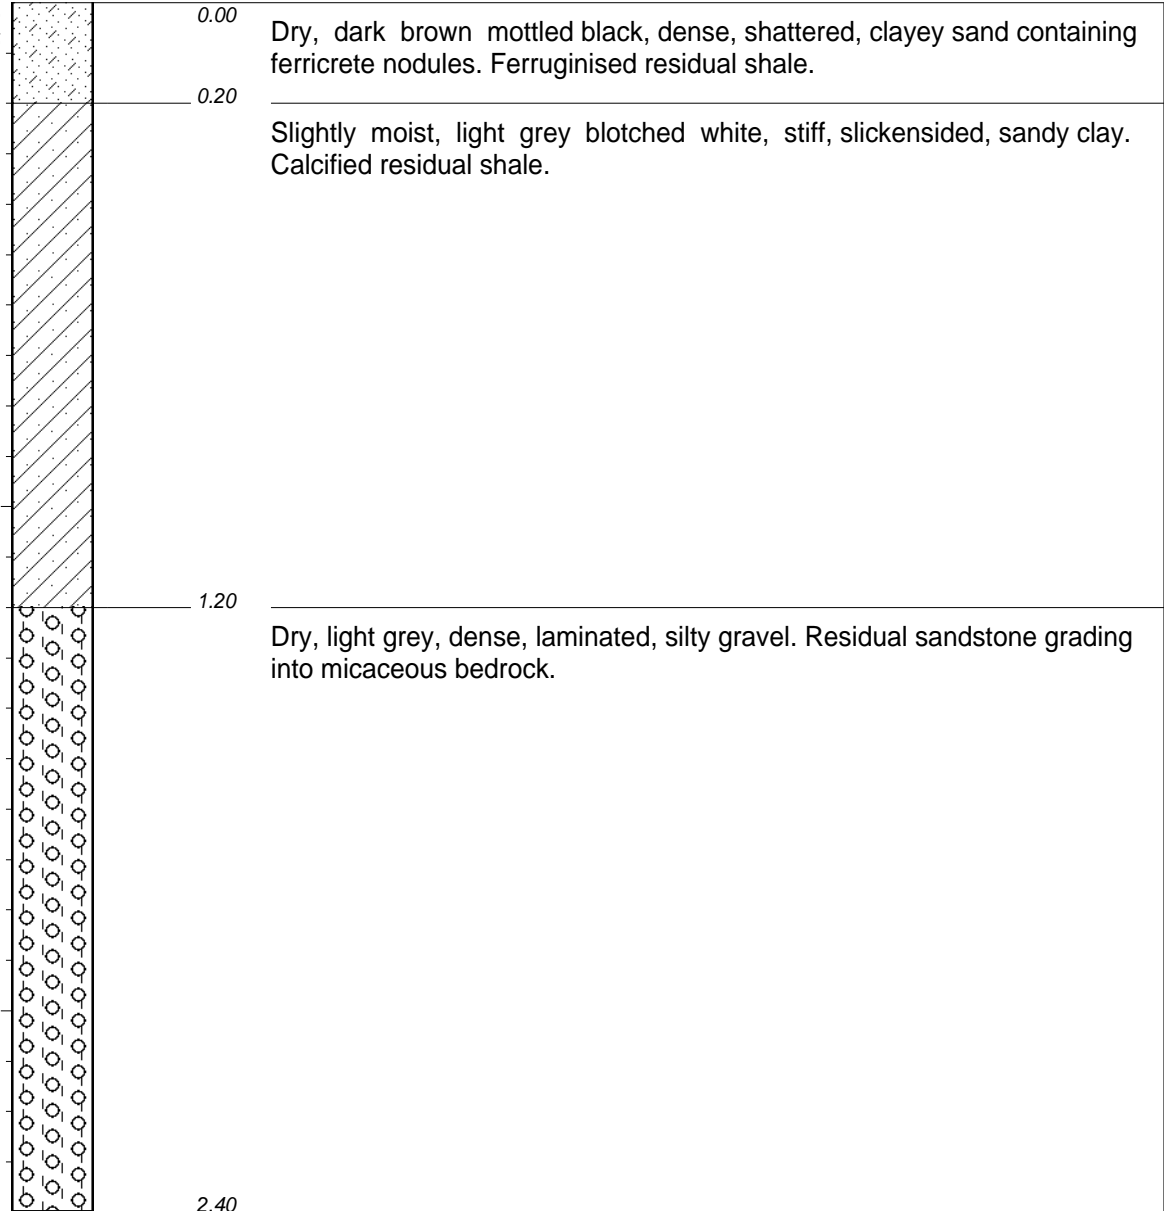 0.00
Dry, dark brown mottled black, dense, shattered, clayey sand containing
ferricrete nodules. Ferruginised residual shale.
0.20
Slightly moist, light grey blotched white, stiff, slickensided, sandy clay.
Calcified residual shale.
1.20
Dry, light grey, dense, laminated, silty gravel. Residual sandstone grading
into micaceous bedrock.
2.40